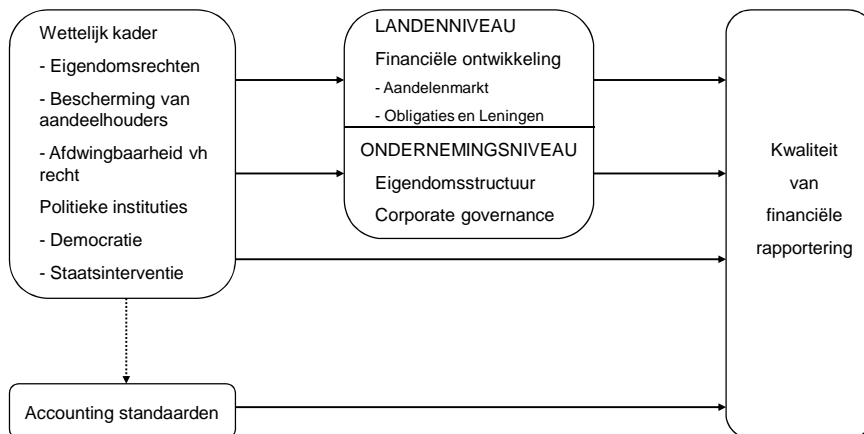 Wettelijk kader
- Eigendomsrechten
- Bescherming van
aandeelhouders
- Afdwingbaarheid vh
recht
Politieke instituties
- Democratie
- Staatsinterventie
Accounting standaarden
LANDENNIVEAU
Financiële ontwikkeling
- Aandelenmarkt
- Obligaties en Leningen
ONDERNEMINGSNIVEAU
Eigendomsstructuur
Corporate governance
Kwaliteit
van
financiële
rapportering